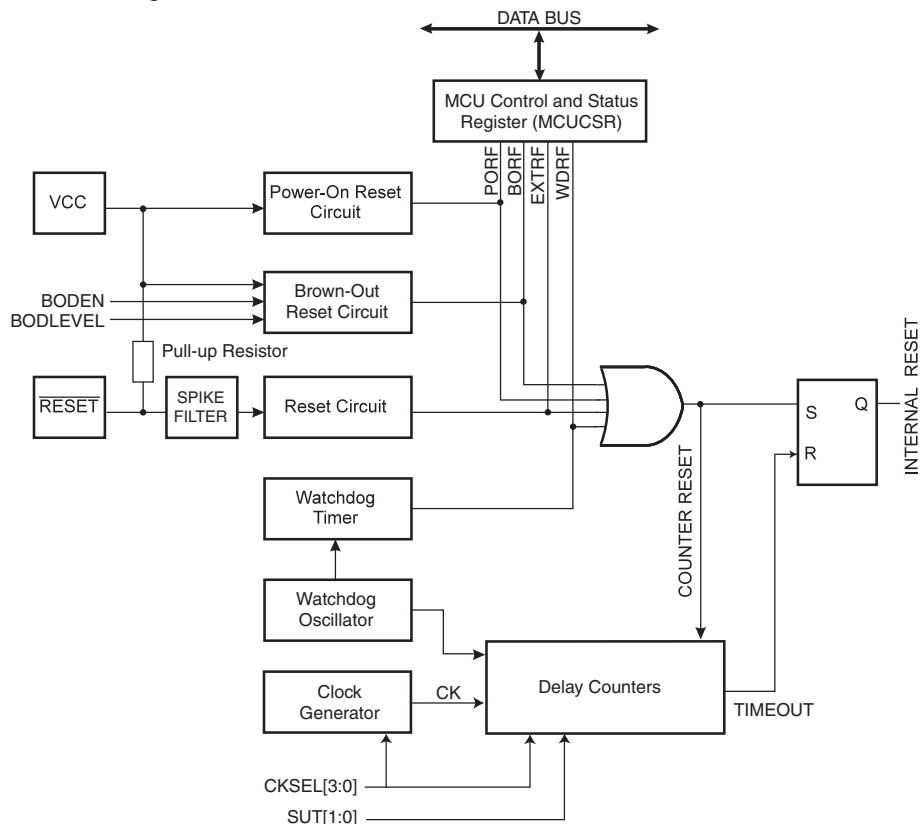 DATA BUS
MCU Control and Status
Register (MCUCSR)
PORF
BORF
EXTRF
WDRF
VCC
Power-On Reset
Circuit
BODEN
BODLEVEL
Brown-Out
Reset Circuit
Pull-up Resistor
RESET
SPIKE
FILTER
Reset Circuit
S
Q
R
INTERNAL RESET
COUNTER RESET
Watchdog
Timer
Watchdog
Oscillator
Clock
Generator
CK
Delay Counters
TIMEOUT
CKSEL[3:0]
SUT[1:0]